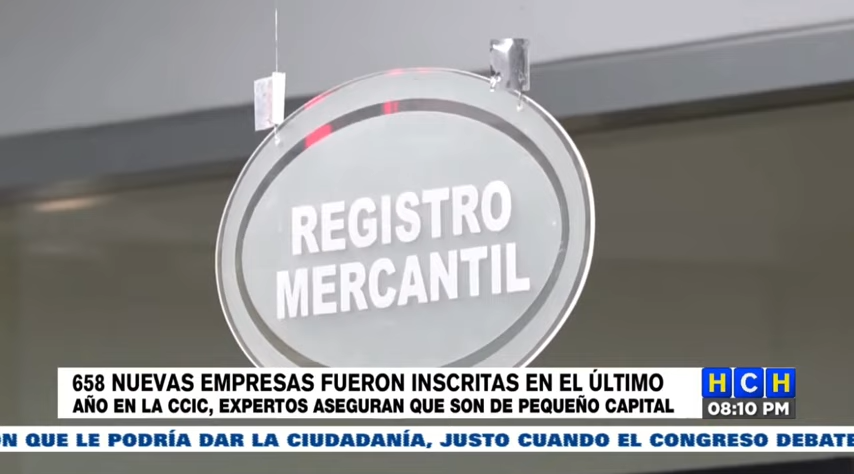 REGISTRO
MERCANTIL
658 NUEVAS EMPRESAS FUERON INSCRITAS EN EL ÚLTIMO
AÑO EN LA CCIC, EXPERTOS ASEGURAN QUE SON DE PEQUEÑO CAPITAL
HCH
08:10 PM
QUE LE PODRÍA DAR LA CIUDADANÍA, JUSTO CUANDO EL CONGRESO DEBATE